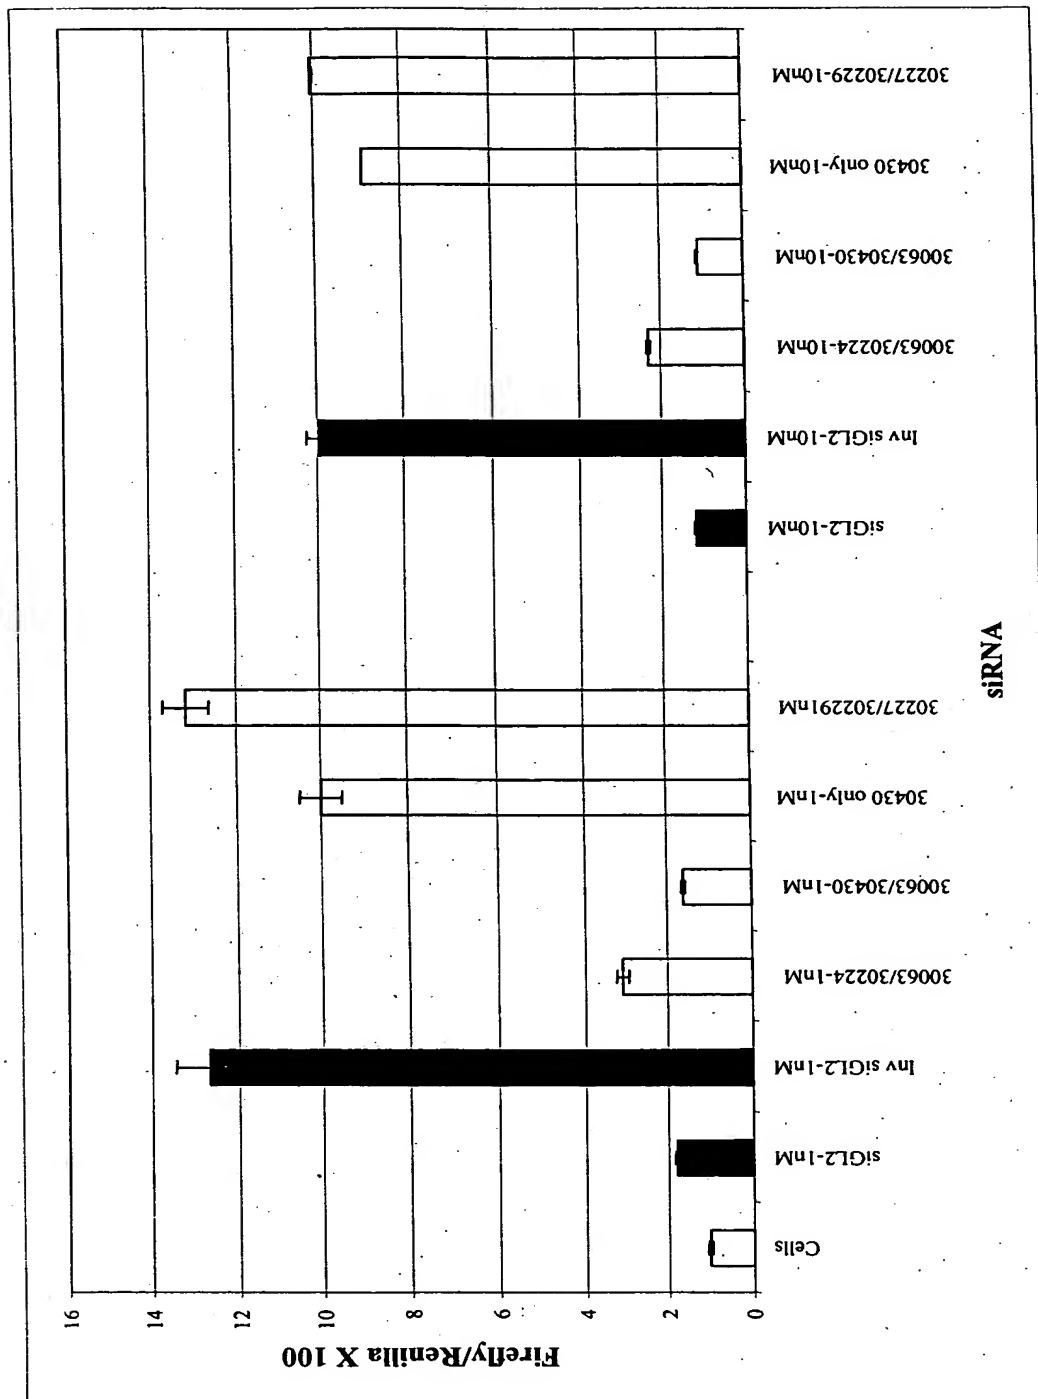 Firefly/Renilla X 100
16
14
12
10
8
6
4
2
0
Cells
siGL2-1nM
Inv siGL2-1nM
30063/30224-1nM
30063/30430-1nM
30430 only-1nM
30227/302291nM
siGL2-10nM
Inv siGL2-10nM
30063/30224-10nM
30063/30430-10nM
30430 only-10nM
30227/30229-10nM
siRNA